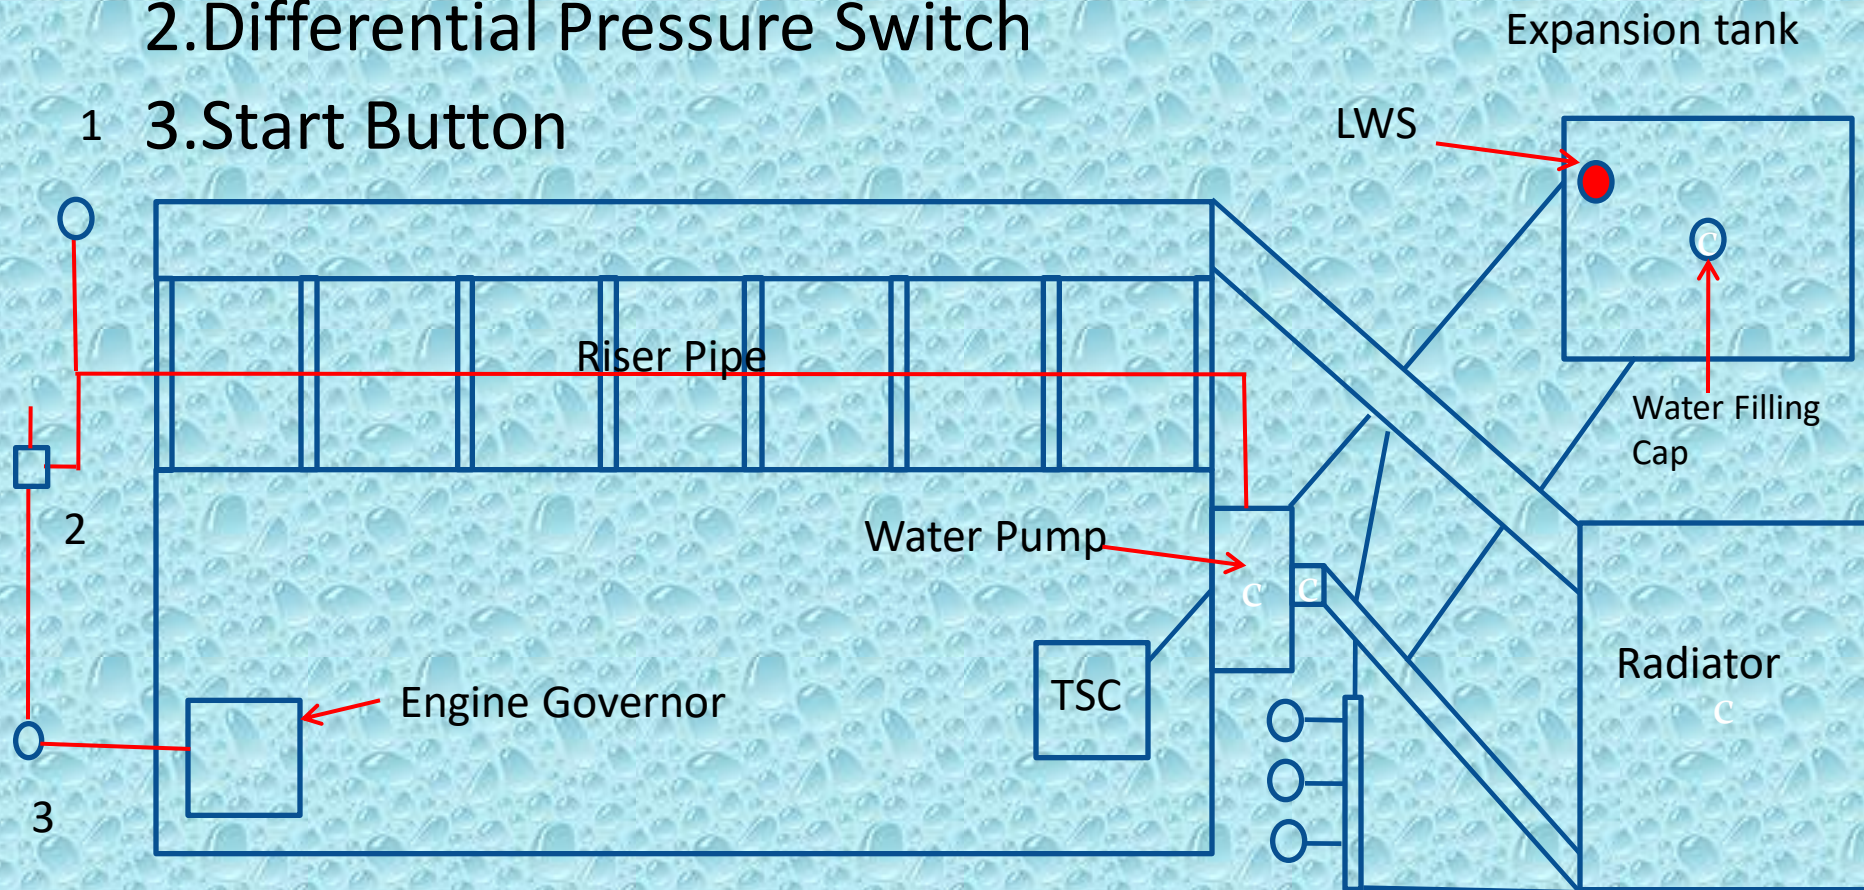 2.Differential Pressure Switch
Expansion tank
1
3.Start Button
LWS
c
Riser Pipe
Water Filling
Cap
2
Water Pump
c
c
TSC
Radiator
c
Engine Governor
3